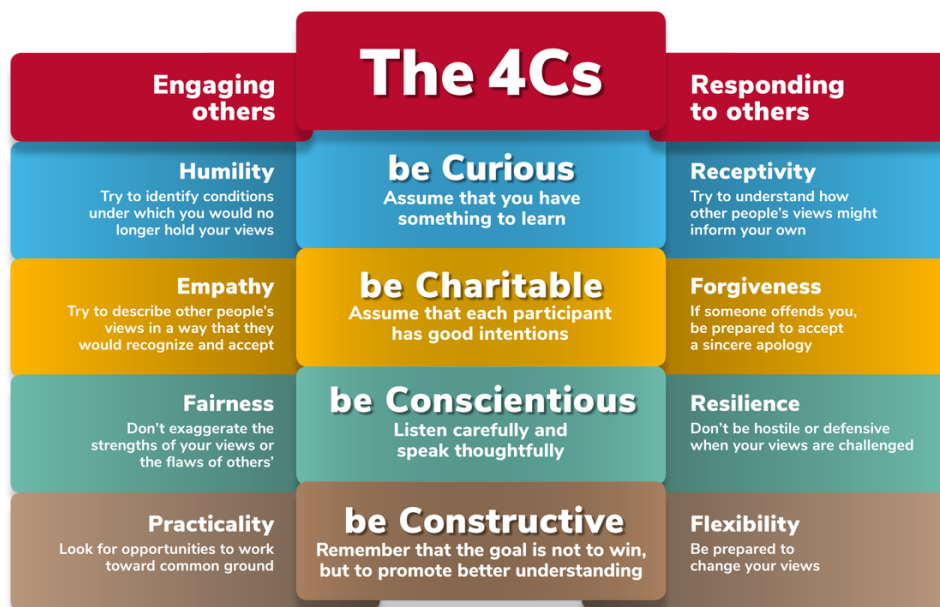 The 4Cs
Engaging
others
Responding
to others
Humility
Try to identify conditions
under which you would no
longer hold your views
be Curious
Assume that you have
something to learn
Receptivity
Try to understand how
other people's views might
inform your own
Empathy
Try to describe other people's
views in a way that they
would recognize and accept
be Charitable
Assume that each participant
has good intentions
Forgiveness
If someone offends you,
be prepared to accept
a sincere apology
Fairness
Don't exaggerate the
strengths of your views or
the flaws of others'
be Conscientious
Listen carefully and
speak thoughtfully
Resilience
Don't be hostile or defensive
when your views are challenged
Practicality
Look for opportunities to work
toward common ground
be Constructive
Remember that the goal is not to win,
but to promote better understanding
Flexibility
Be prepared to
change your views